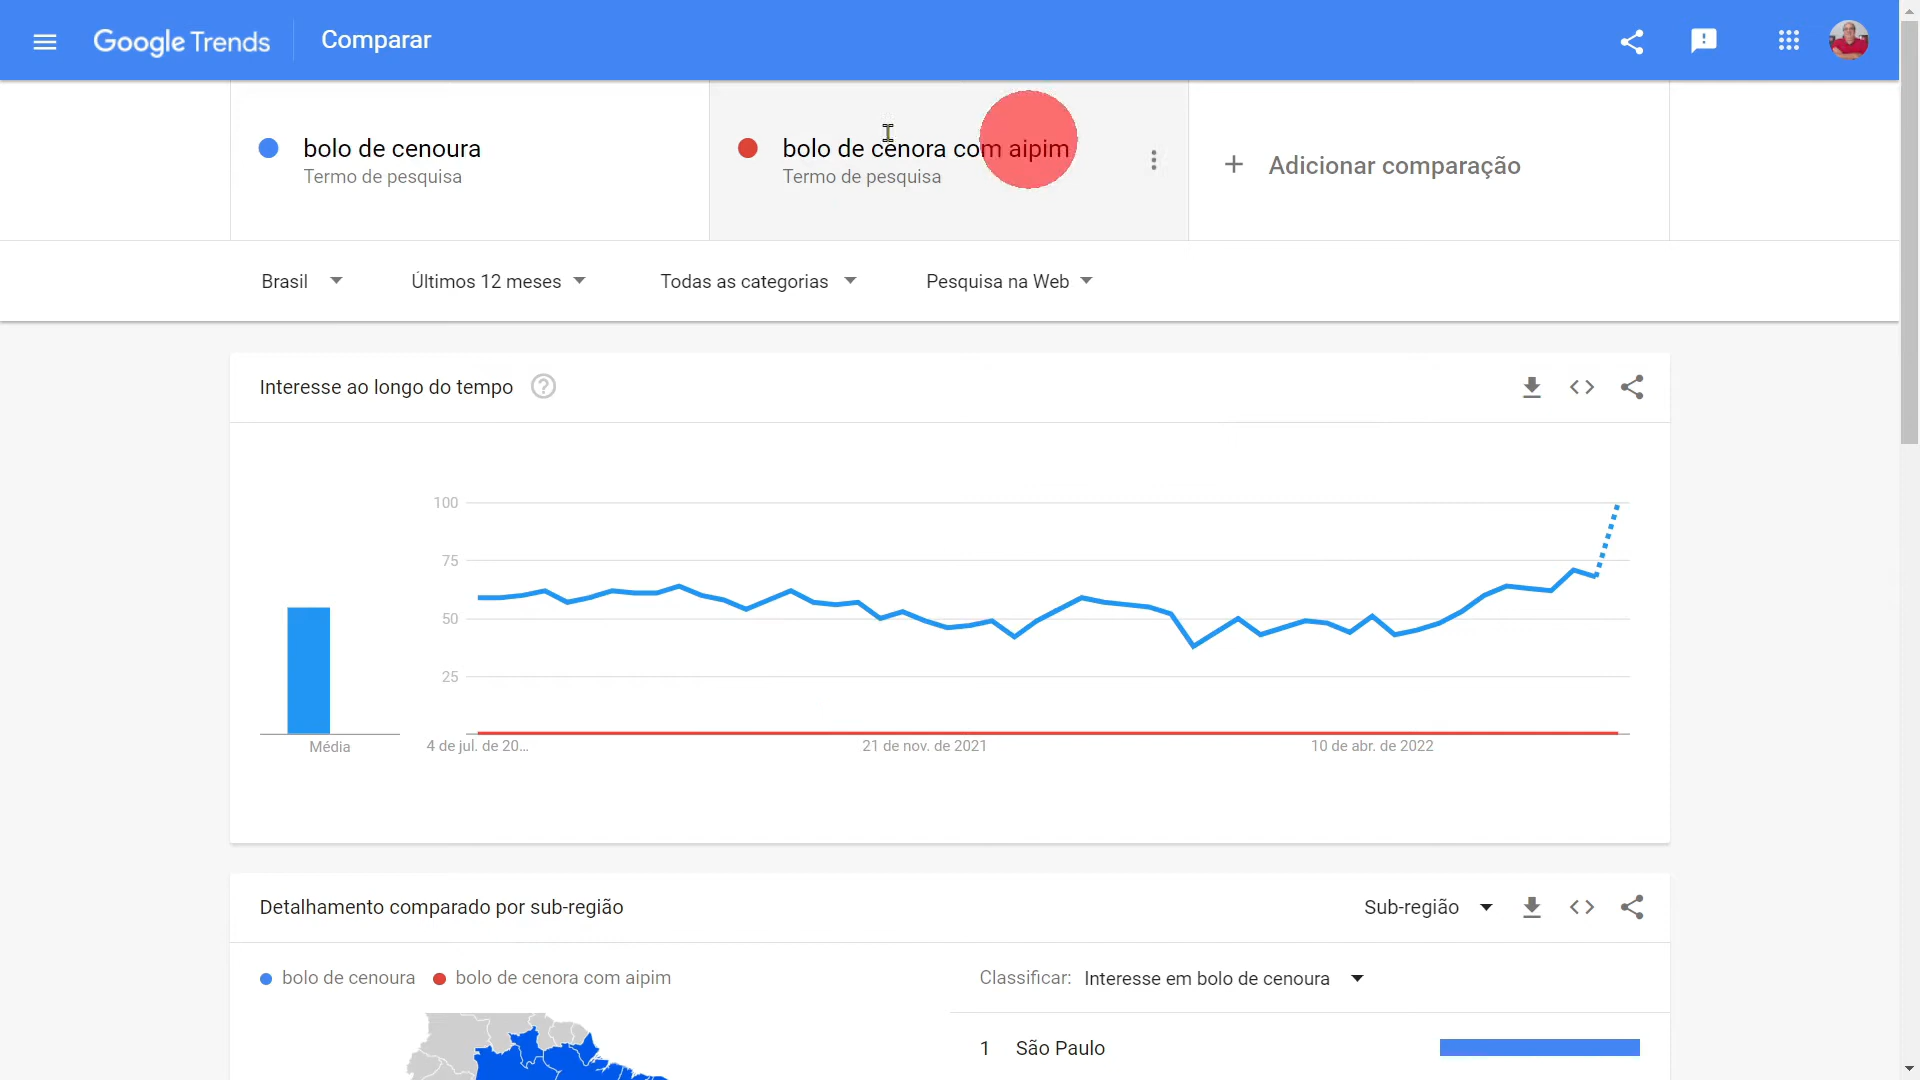 Google Trends
Comparar
bolo de cenoura
Termo de pesquisa
bolo de cenora com aipim
Termo de pesquisa
+ Adicionar comparação
Brasil
Últimos 12 meses
Todas as categorias
Pesquisa na Web
Interesse ao longo do tempo
100
75
50
25
Média
4 de jul. de 20...
21 de nov. de 2021
10 de abr. de 2022
Detalhamento comparado por sub-região
Sub-região
bolo de cenoura
bolo de cenora com aipim
Classificar: Interesse em bolo de cenoura
1 São Paulo